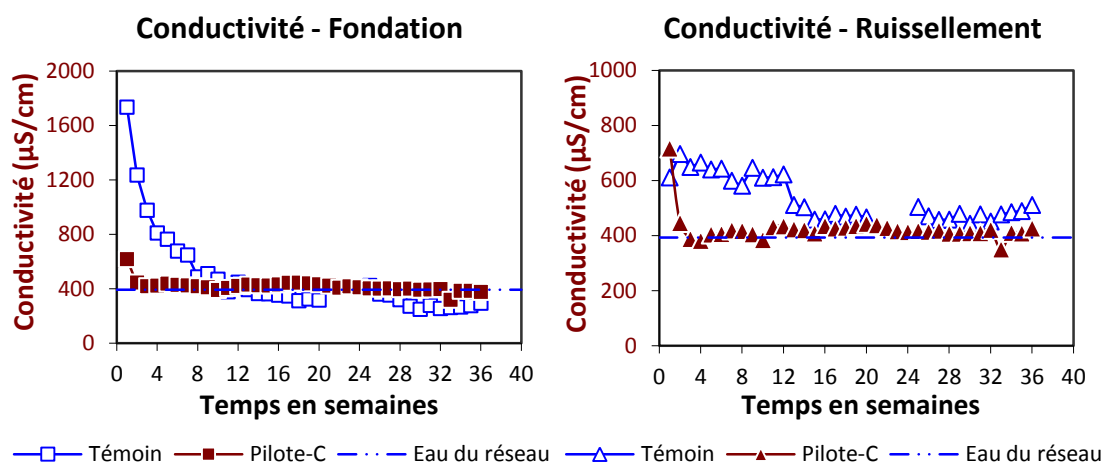 Conductivité - Fondation
Conductivité (µS/cm)
2000
1600
1200
800
400
0
0 4 8 12 16 20 24 28 32 36 40
Temps en semaines
Conductivité - Ruissellement
Conductivité (µS/cm)
1000
800
600
400
200
0
0 4 8 12 16 20 24 28 32 36 40
Temps en semaines
Témoin Pilote-C Eau du réseau Témoin Pilote-C Eau du réseau